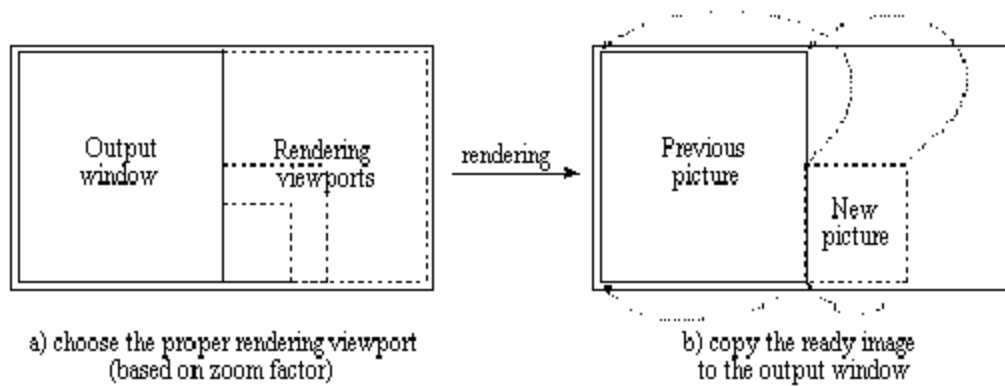 Output
window
Rendering
viewports
rendering
Previous
picture
New
picture
a) choose the proper rendering viewport
(based on zoom factor)
b) copy the ready image
to the output window